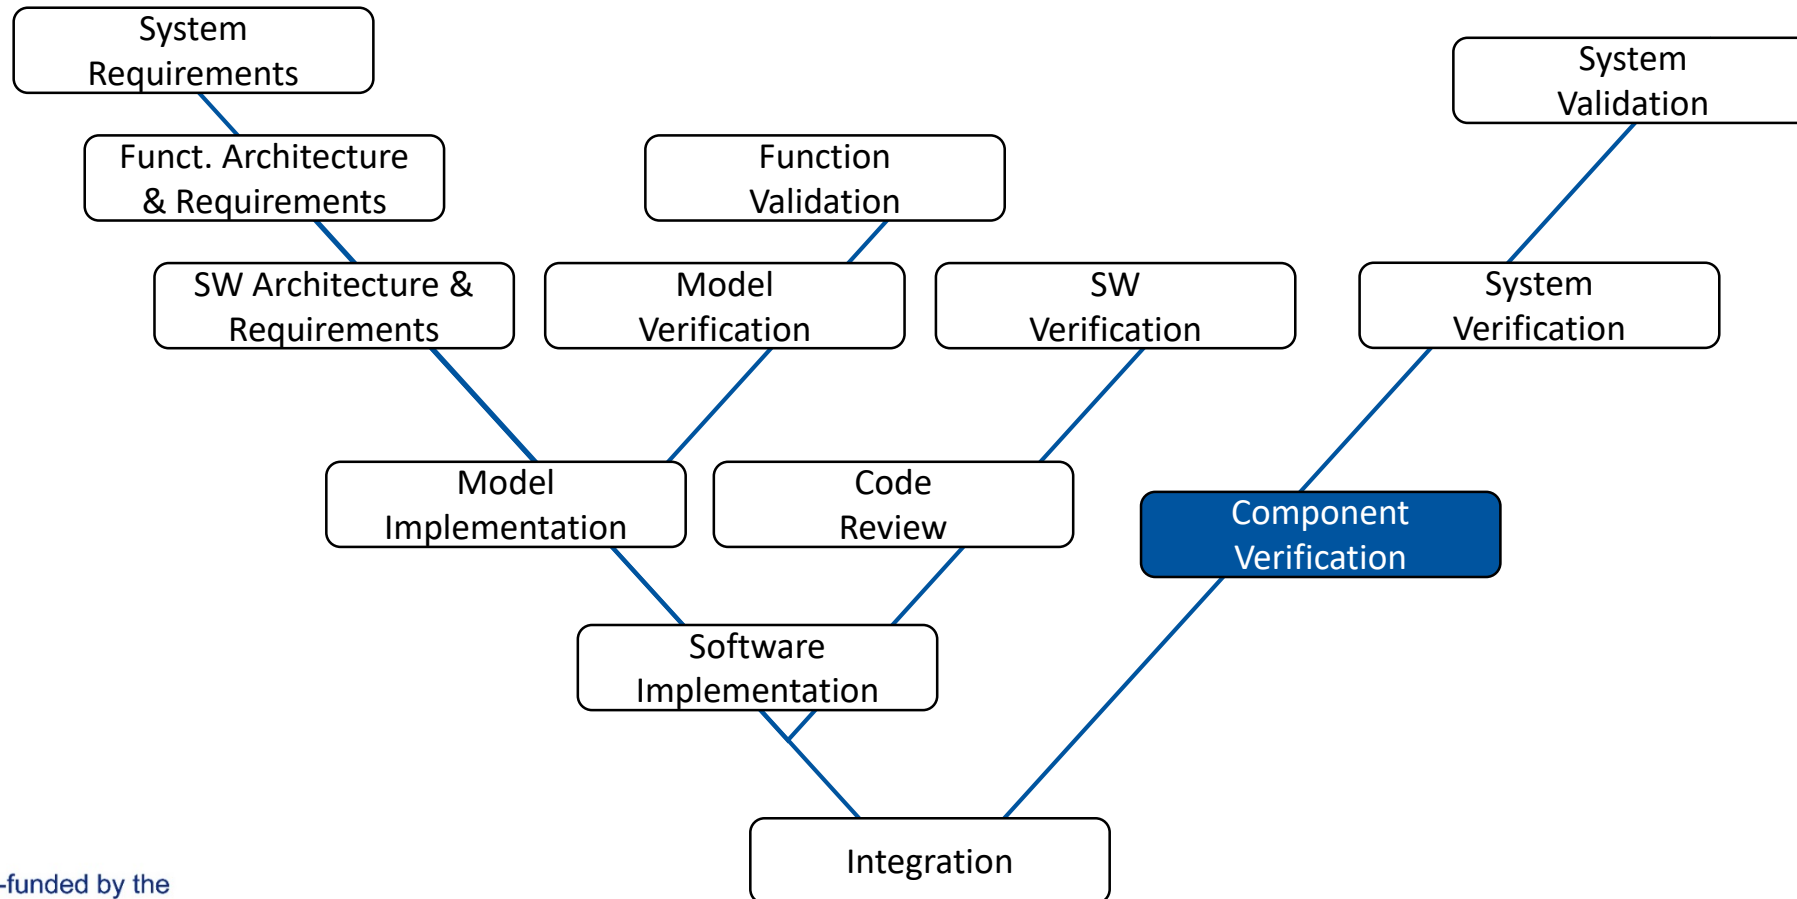 System
Requirements
System
Validation
Funct. Architecture
& Requirements
Function
Validation
SW Architecture &
Requirements
Model
Verification
SW
Verification
System
Verification
Model
Implementation
Code
Review
Component
Verification
Software
Implementation
Integration
-funded by the